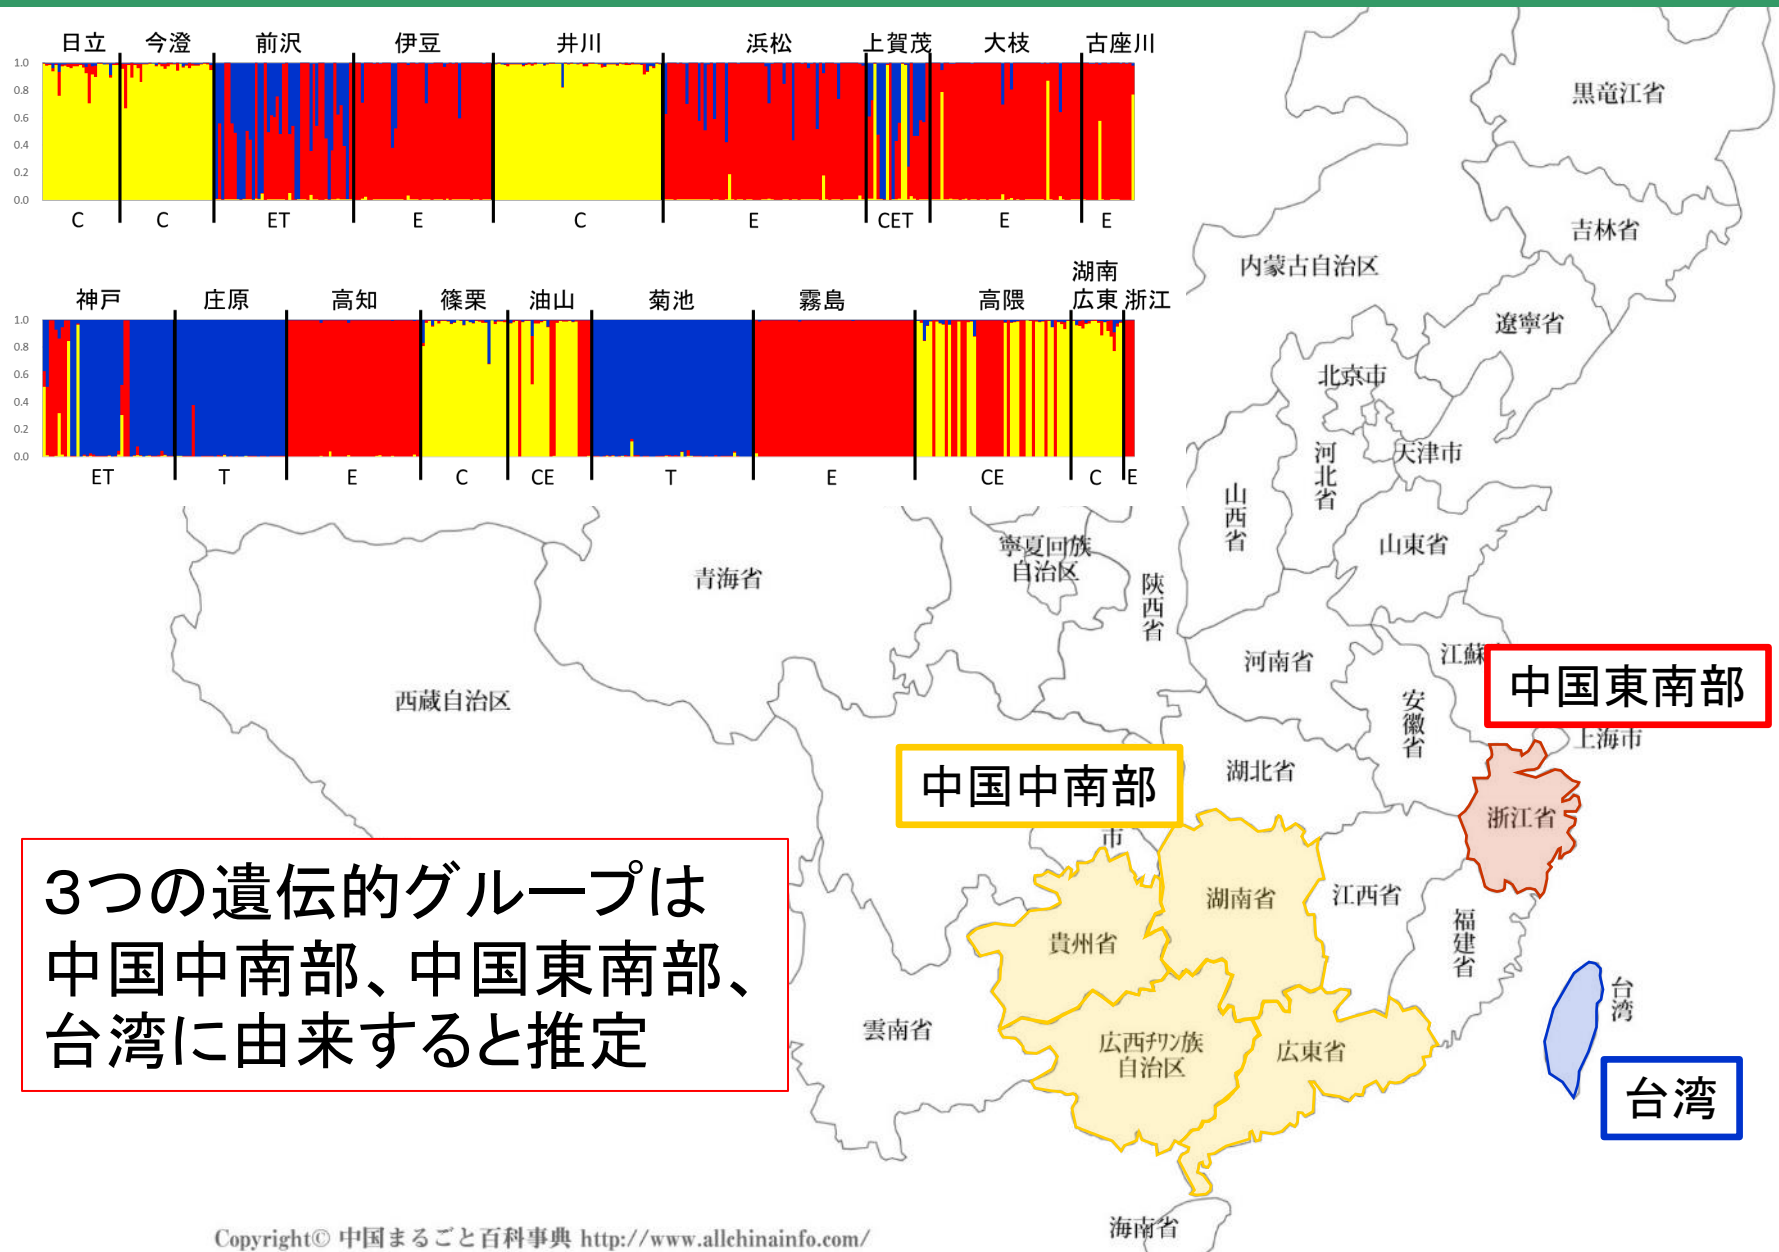 日立 今澄 前沢 伊豆 井川 浜松 上賀茂 大枝 古座川
1.0
0.8
0.6
0.4
0.2
0.0
C C ET E C E CET E E
湖南
神戸 庄原 高知 篠栗 油山 菊池 霧島 高隈 広東 浙江
1.0
0.8
0.6
0.4
0.2
0.0
ET T E C CE T E CE C E
黒竜江省
吉林省
内蒙古自治区
遼寧省
北京市
天津市
河北省
山西省
山東省
寧夏回族
自治区
青海省
陝西省
河南省
江蘇
中国東南部
西蔵自治区
安徽省
上海市
湖北省
中国中南部
市
浙江省
3つの遺伝的グループは
中国中南部、中国東南部、
台湾に由来すると推定
湖南省
江西省
貴州省
福建省
台湾
雲南省
広西チワン族
自治区
広東省
台湾
海南省
Copyright© 中国まるごと百科事典 http://www.allchinainfo.com/